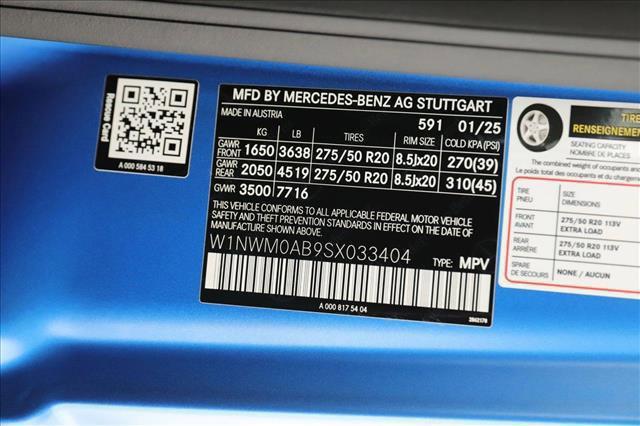 Rescue Card
A 000 584 53 18
MFD BY MERCEDES-BENZ AG STUTTGART
MADE IN AUSTRIA 591 01/25
KG LB TIRES RIM SIZE COLD KPA (PSI)
GAWR FRONT 1650 3638 275/50 R20 8.5Jx20 270(39)
GAWR REAR 2050 4519 275/50 R20 8.5Jx20 310(45)
GVWR 3500 7716
THIS VEHICLE CONFORMS TO ALL APPLICABLE FEDERAL MOTOR VEHICLE
SAFETY AND THEFT PREVENTION STANDARDS IN EFFECT ON THE DATE OF
MANUFACTURE SHOWN ABOVE.
W1NWM0AB9SX033404 TYPE: MPV
A 000 817 54 04
TIRE
RENSEIGNEMEN
SEATING CAPACITY
NOMBRE DE PLACES
The combined weight of occupants and
Le poids total des occupants et
TIRE PNEU SIZE DIMENSIONS
FRONT AVANT 275/50 R20 113V EXTRA LOAD
REAR ARRIÈRE 275/50 R20 113V EXTRA LOAD
SPARE DE SECOURS NONE / AUCUN